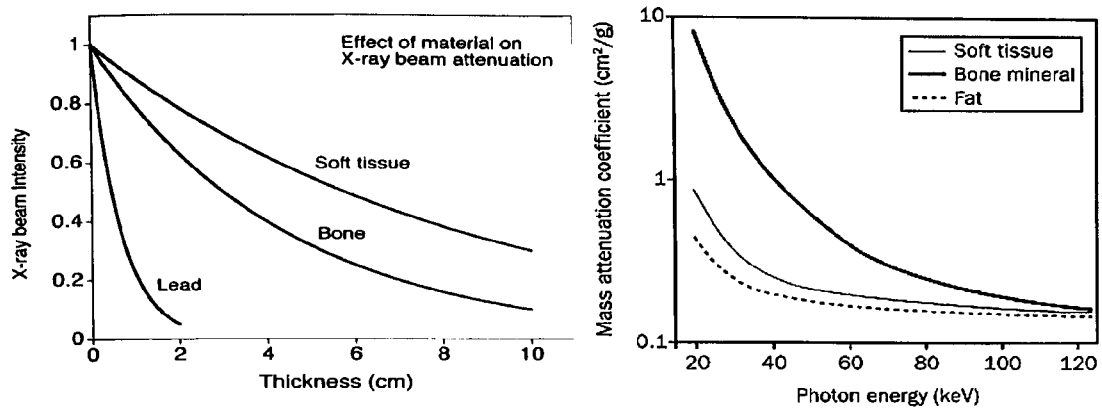 Effect of material on
X-ray beam attenuation
X-ray beam Intensity
1
0.8
0.6
0.4
0.2
0
Soft tissue
Bone
Lead
0 2 4 6 8 10
Thickness (cm)
Mass attenuation coefficient (cm²/g)
10
1
0.1
Soft tissue
Bone mineral
Fat
20 40 60 80 100 120
Photon energy (keV)